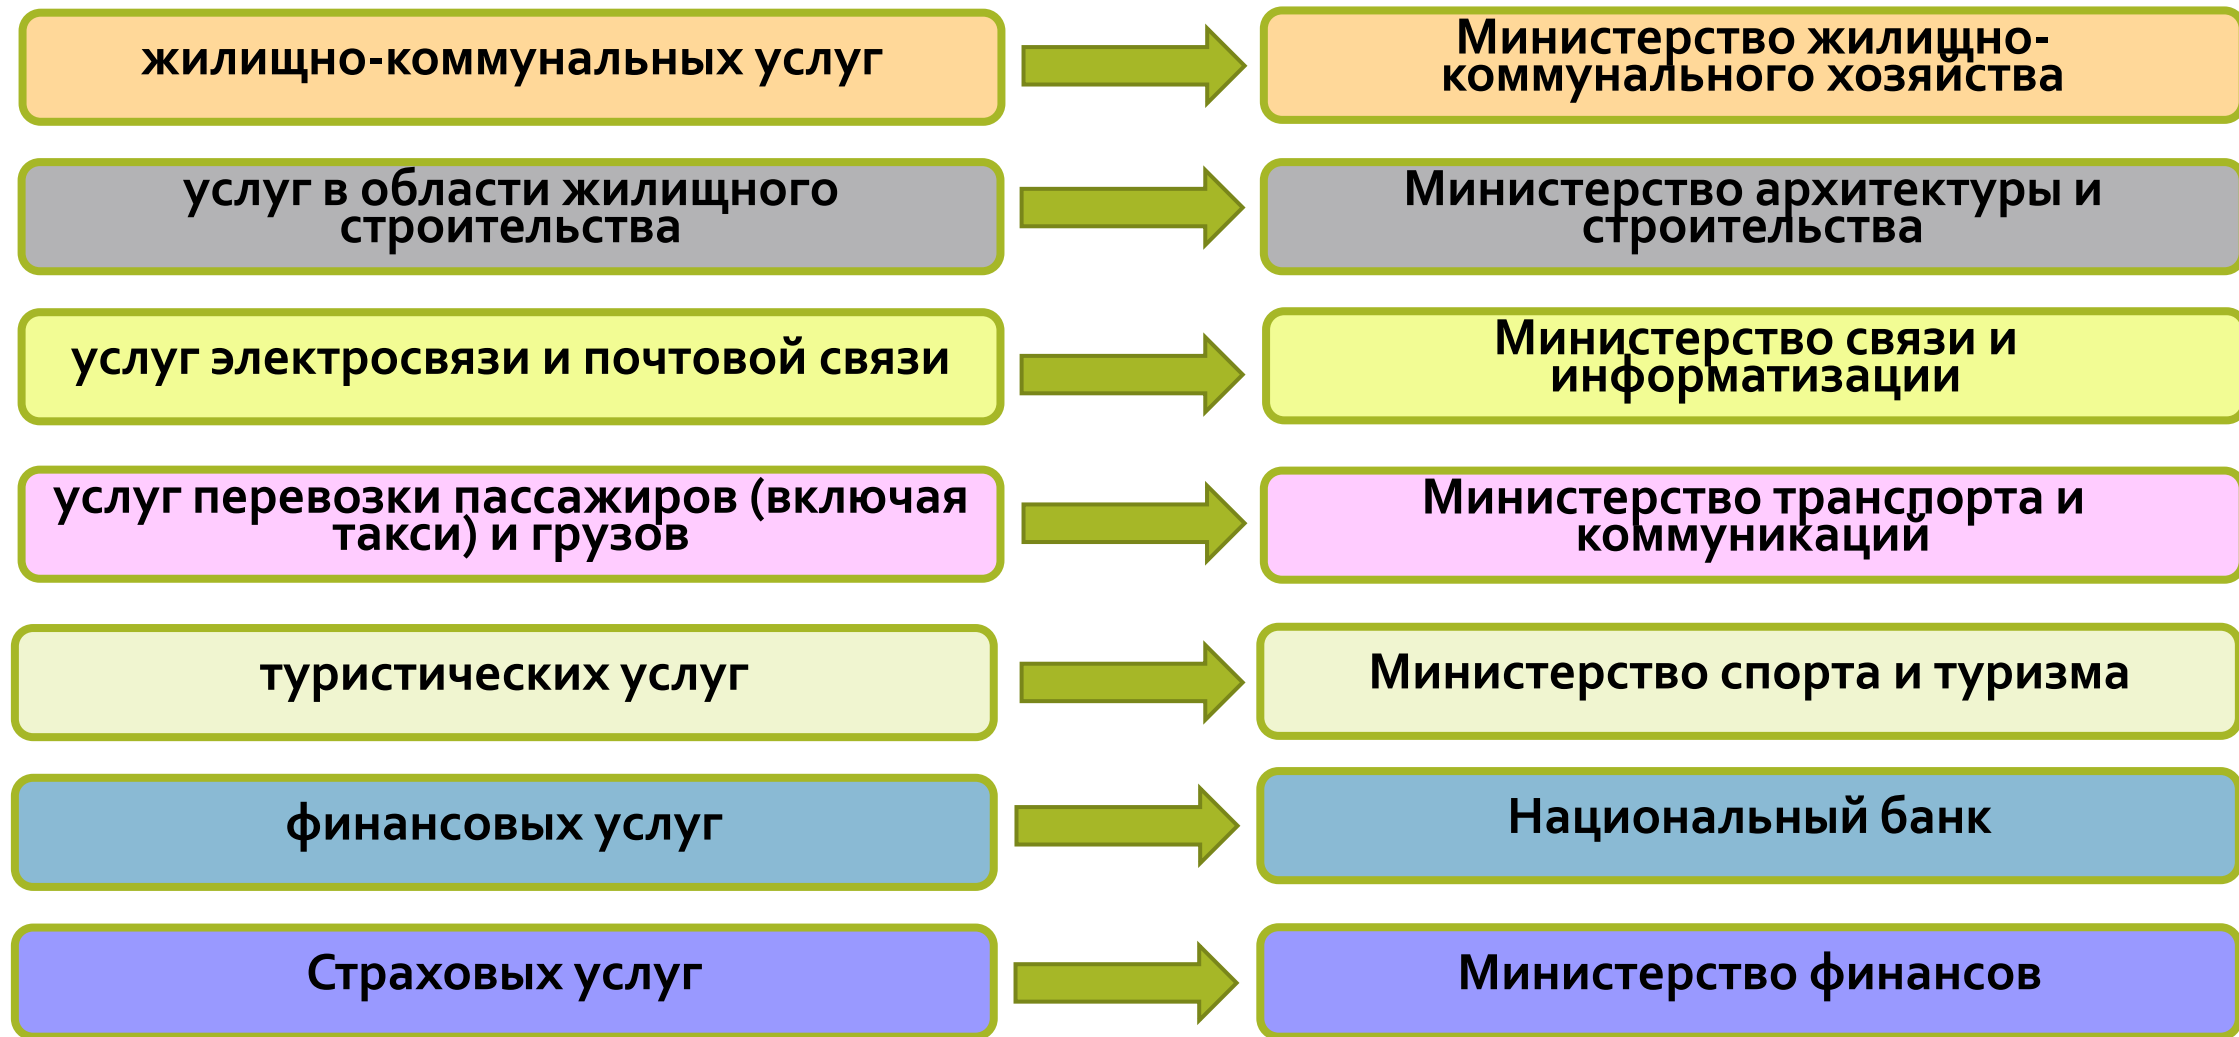 жилищно-коммунальных услуг
Министерство жилищно-
коммунального хозяйства
услуг в области жилищного
строительства
Министерство архитектуры и
строительства
услуг электросвязи и почтовой связи
Министерство связи и
информатизации
услуг перевозки пассажиров (включая
такси) и грузов
Министерство транспорта и
коммуникаций
туристических услуг
Министерство спорта и туризма
финансовых услуг
Национальный банк
Страховых услуг
Министерство финансов